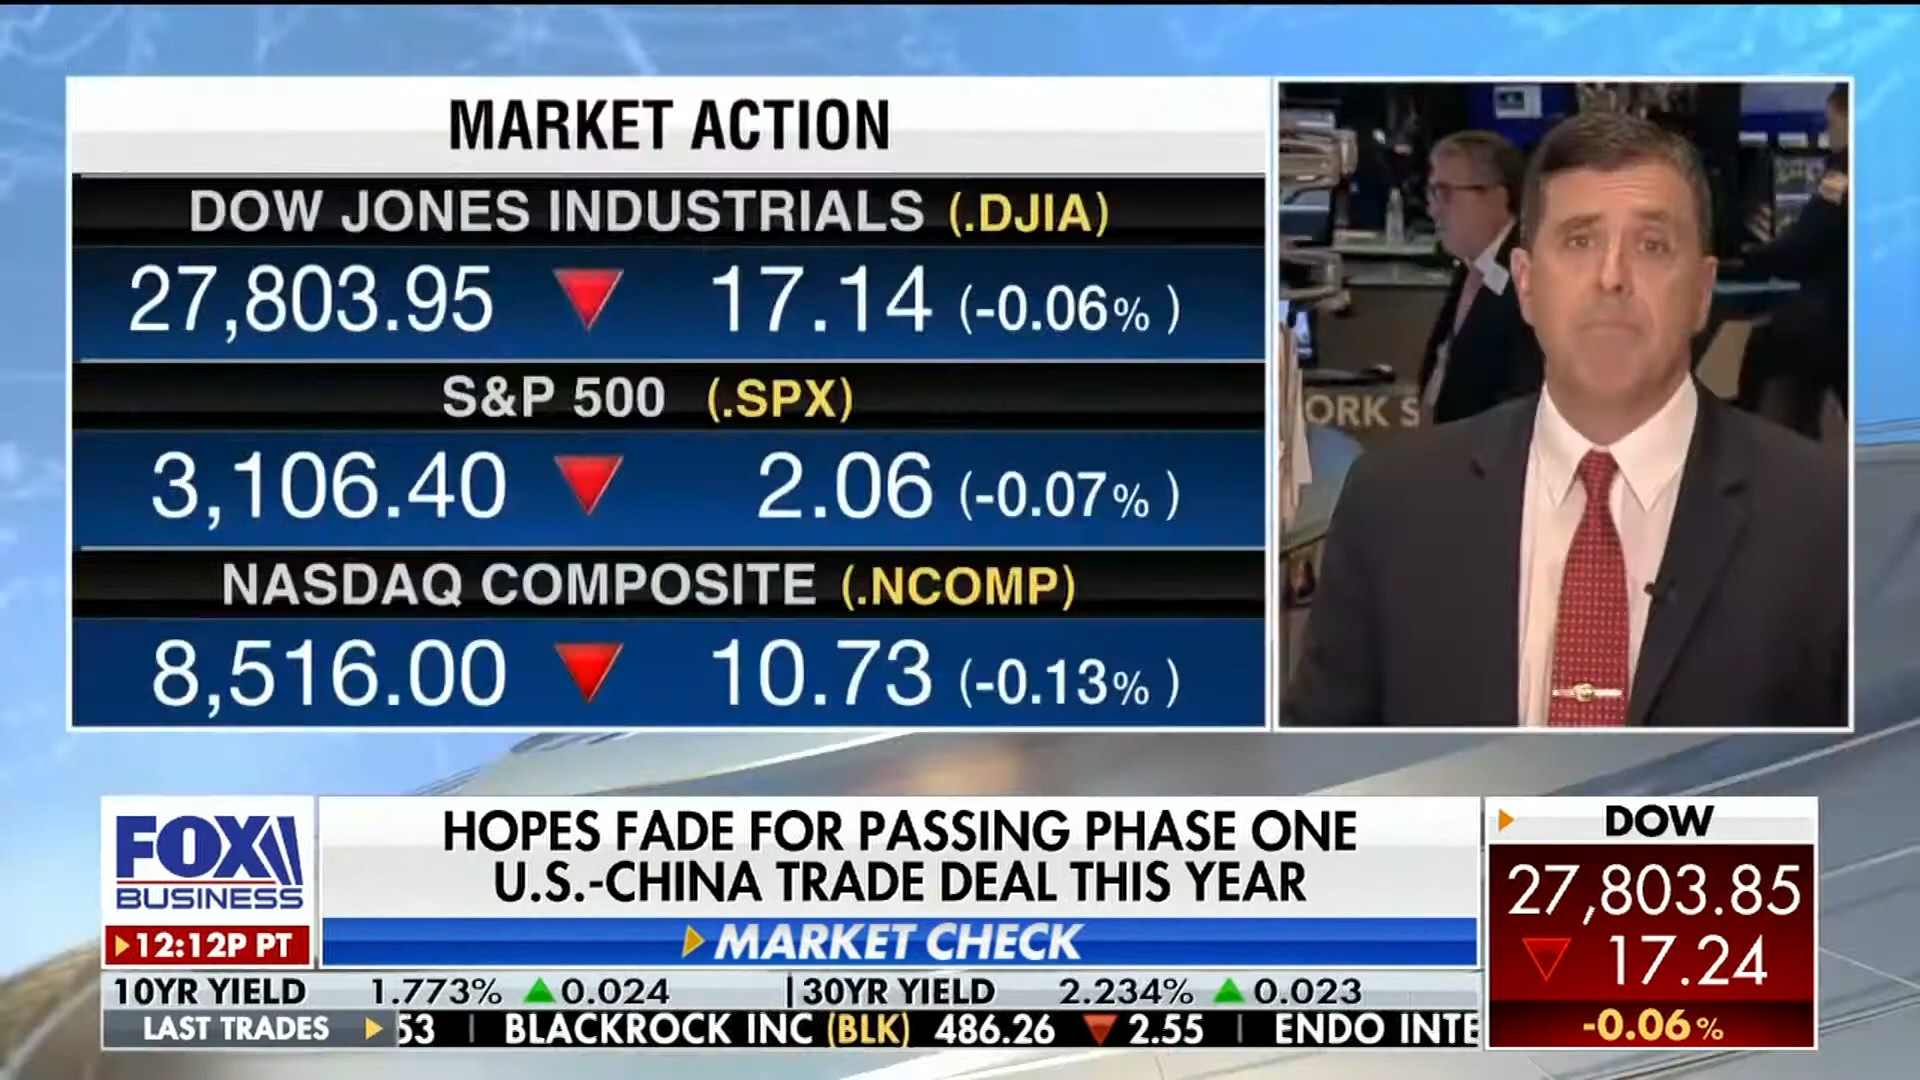 MARKET ACTION
DOW JONES INDUSTRIALS (.DJIA)
27,803.95 ▼ 17.14 (-0.06%)
S&P 500 (.SPX)
3,106.40 ▼ 2.06 (-0.07%)
NASDAQ COMPOSITE (.NCOMP)
8,516.00 ▼ 10.73 (-0.13%)
ORK S
HOPES FADE FOR PASSING PHASE ONE
U.S.-CHINA TRADE DEAL THIS YEAR
MARKET CHECK
FOX
BUSINESS
12:12P PT
DOW
27,803.85
▼ 17.24
-0.06%
10YR YIELD 1.773% ▲ 0.024 | 30YR YIELD 2.234% ▲ 0.023
LAST TRADES 53 | BLACKROCK INC (BLK) 486.26 ▼ 2.55 | ENDO INTE